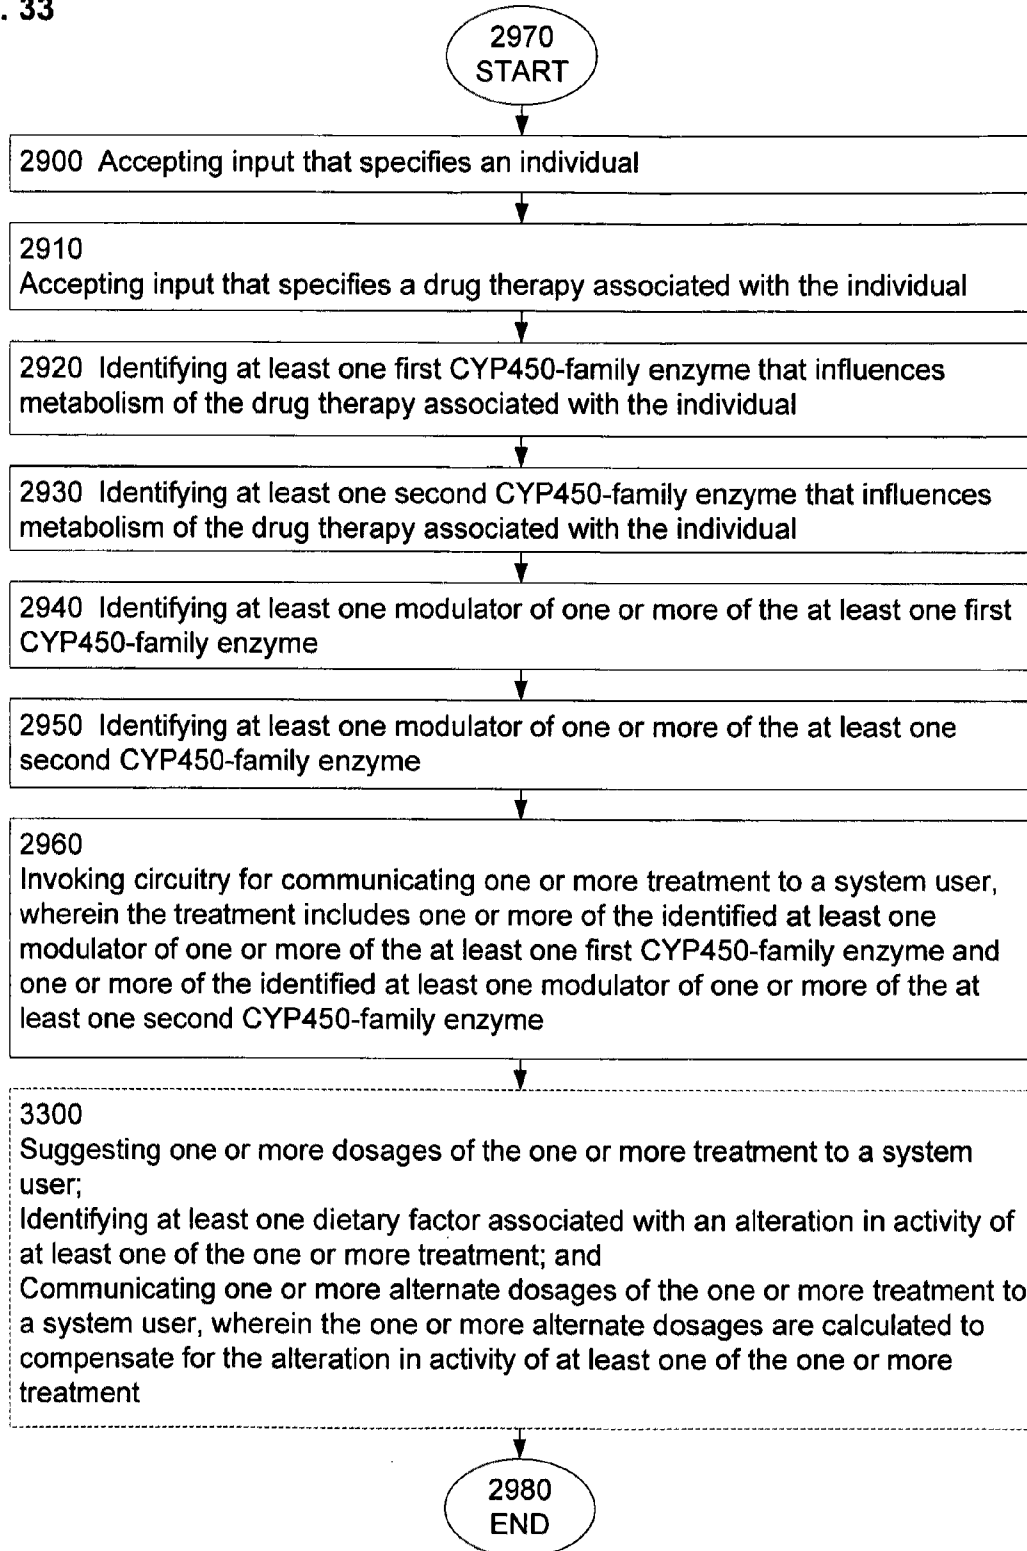 . 33
2970
START
2900 Accepting input that specifies an individual
2910
Accepting input that specifies a drug therapy associated with the individual
2920 Identifying at least one first CYP450-family enzyme that influences
metabolism of the drug therapy associated with the individual
2930 Identifying at least one second CYP450-family enzyme that influences
metabolism of the drug therapy associated with the individual
2940 Identifying at least one modulator of one or more of the at least one first
CYP450-family enzyme
2950 Identifying at least one modulator of one or more of the at least one
second CYP450-family enzyme
2960
Invoking circuitry for communicating one or more treatment to a system user,
wherein the treatment includes one or more of the identified at least one
modulator of one or more of the at least one first CYP450-family enzyme and
one or more of the identified at least one modulator of one or more of the at
least one second CYP450-family enzyme
3300
Suggesting one or more dosages of the one or more treatment to a system
user;
Identifying at least one dietary factor associated with an alteration in activity of
at least one of the one or more treatment; and
Communicating one or more alternate dosages of the one or more treatment to
a system user, wherein the one or more alternate dosages are calculated to
compensate for the alteration in activity of at least one of the one or more
treatment
2980
END